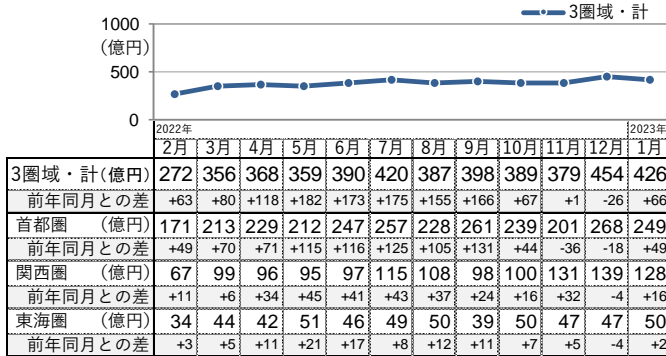 3圏域・計
1000
(億円)
500
0
2022年 2023年
2月 3月 4月 5月 6月 7月 8月 9月 10月 11月 12月 1月
3圏域・計(億円) 272 356 368 359 390 420 387 398 389 379 454 426
前年同月との差 +63 +80 +118 +182 +173 +175 +155 +166 +67 +1 -26 +66
首都圏 (億円) 171 213 229 212 247 257 228 261 239 201 268 249
前年同月との差 +49 +70 +71 +115 +116 +125 +105 +131 +44 -36 -18 +49
関西圏 (億円) 67 99 96 95 97 115 108 98 100 131 139 128
前年同月との差 +11 +6 +34 +45 +41 +43 +37 +24 +16 +32 -4 +16
東海圏 (億円) 34 44 42 51 46 49 50 39 50 47 47 50
前年同月との差 +3 +5 +11 +21 +17 +8 +12 +11 +7 +5 -4 +2